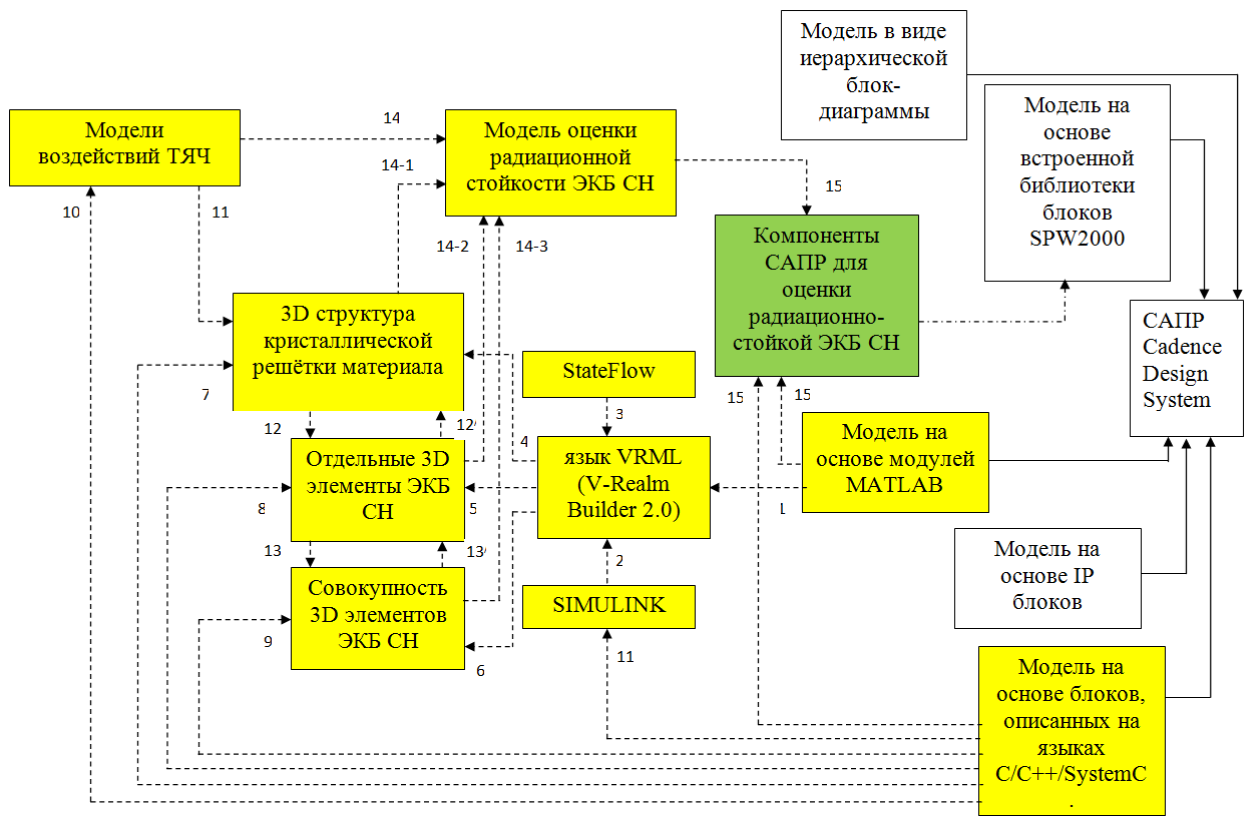 Модель в виде
иерархической
блок-
диаграммы
Модели
воздействий ТЯЧ
14
Модель оценки
радиационной
стойкости ЭКБ СН
Модель на
основе
встроенной
библиотеки
блоков
SPW2000
14-1
15
10
11
14-2
14-3
Компоненты
САПР для
оценки
радиационно-
стойкой ЭКБ СН
3D структура
кристаллической
решётки материала
САПР
Cadence
Design
System
StateFlow
7
15
15
3
12
12/
4
Модель на
основе модулей
MATLAB
Отдельные 3D
элементы ЭКБ
СН
язык VRML
(V-Realm
Builder 2.0)
8
5
1
13
13/
2
Модель на
основе IP
блоков
Совокупность
3D элементов
ЭКБ СН
SIMULINK
9
6
11
Модель на
основе блоков,
описанных на
языках
C/C++/SystemC
.